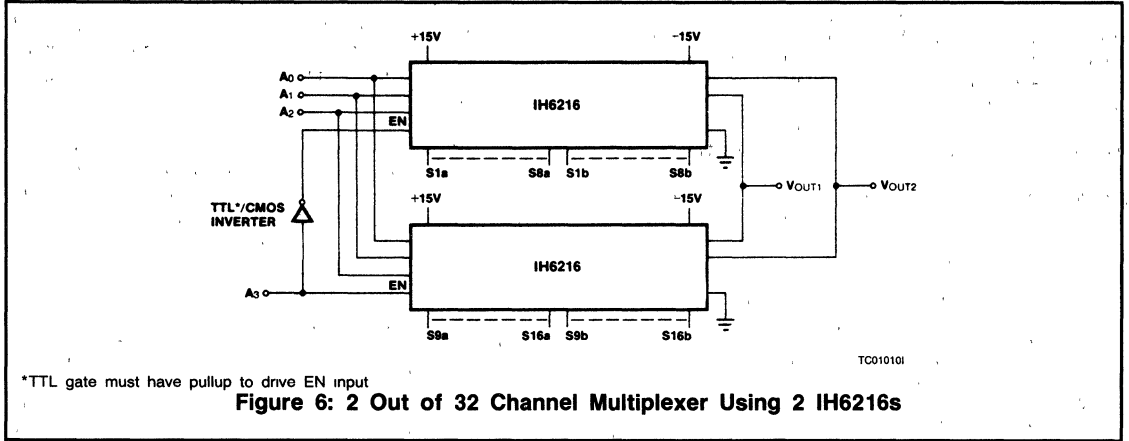 +15V -15V
A0
A1
A2
EN
IH6216
S1a S8a S1b S8b
VOUT1 VOUT2
TTL*/CMOS
INVERTER
+15V -15V
IH6216
A3
EN
S9a S16a S9b S16b
TC01010I
*TTL gate must have pullup to drive EN input
Figure 6: 2 Out of 32 Channel Multiplexer Using 2 IH6216s